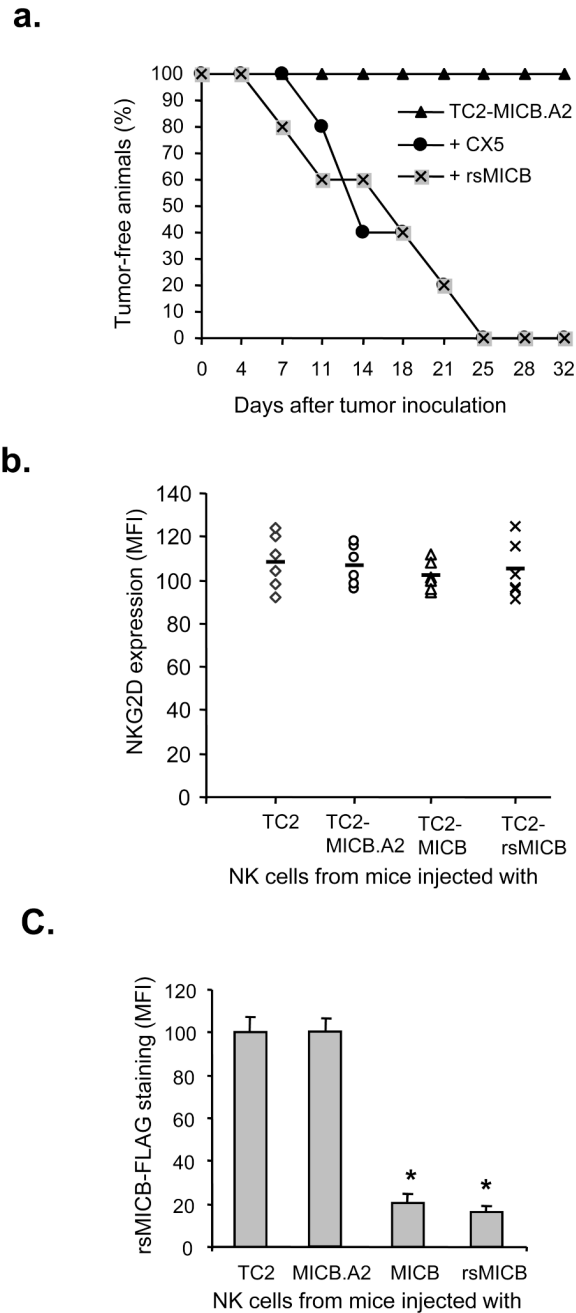 a.
100
90
80
70
60
50
40
30
20
10
0
Tumor-free animals (%)
TC2-MICB.A2
+ CX5
+ rsMICB
0 4 7 11 14 18 21 25 28 32
Days after tumor inoculation
b.
140
120
100
80
60
40
20
0
NKG2D expression (MFI)
TC2 TC2- TC2- TC2-
MICB.A2 MICB rsMICB
NK cells from mice injected with
C.
120
100
80
60
40
20
0
rsMICB-FLAG staining (MFI)
* *
TC2 MICB.A2 MICB rsMICB
NK cells from mice injected with